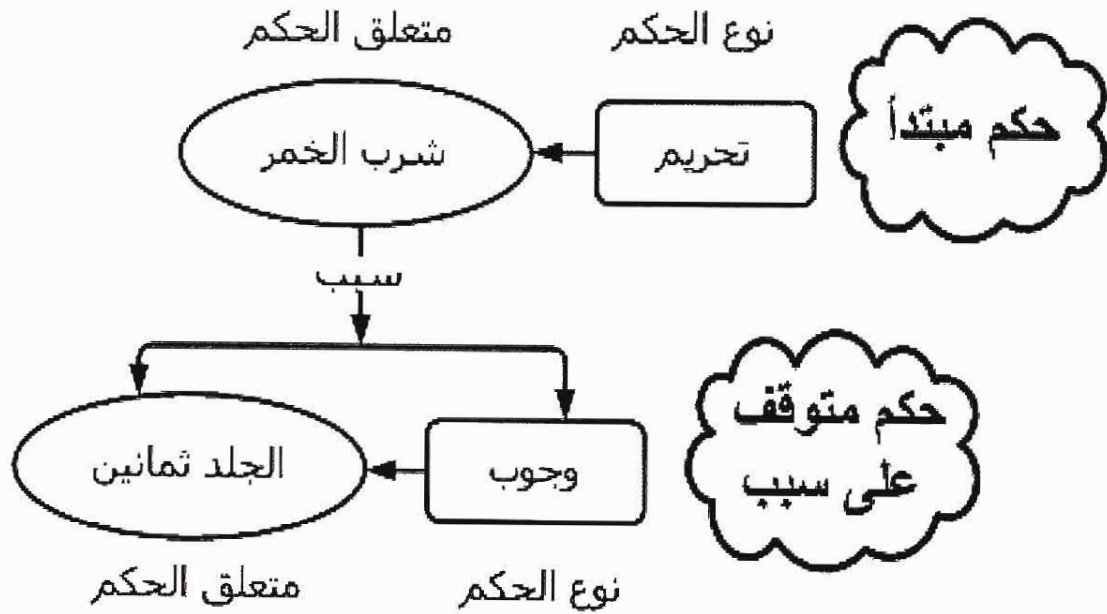 نوع الحكم
متعلق الحكم
حكم مبتدأ
تحريم
شرب الخمر
سبب
حكم متوقف
على سبب
وجوب
الجلد ثمانين
نوع الحكم
متعلق الحكم